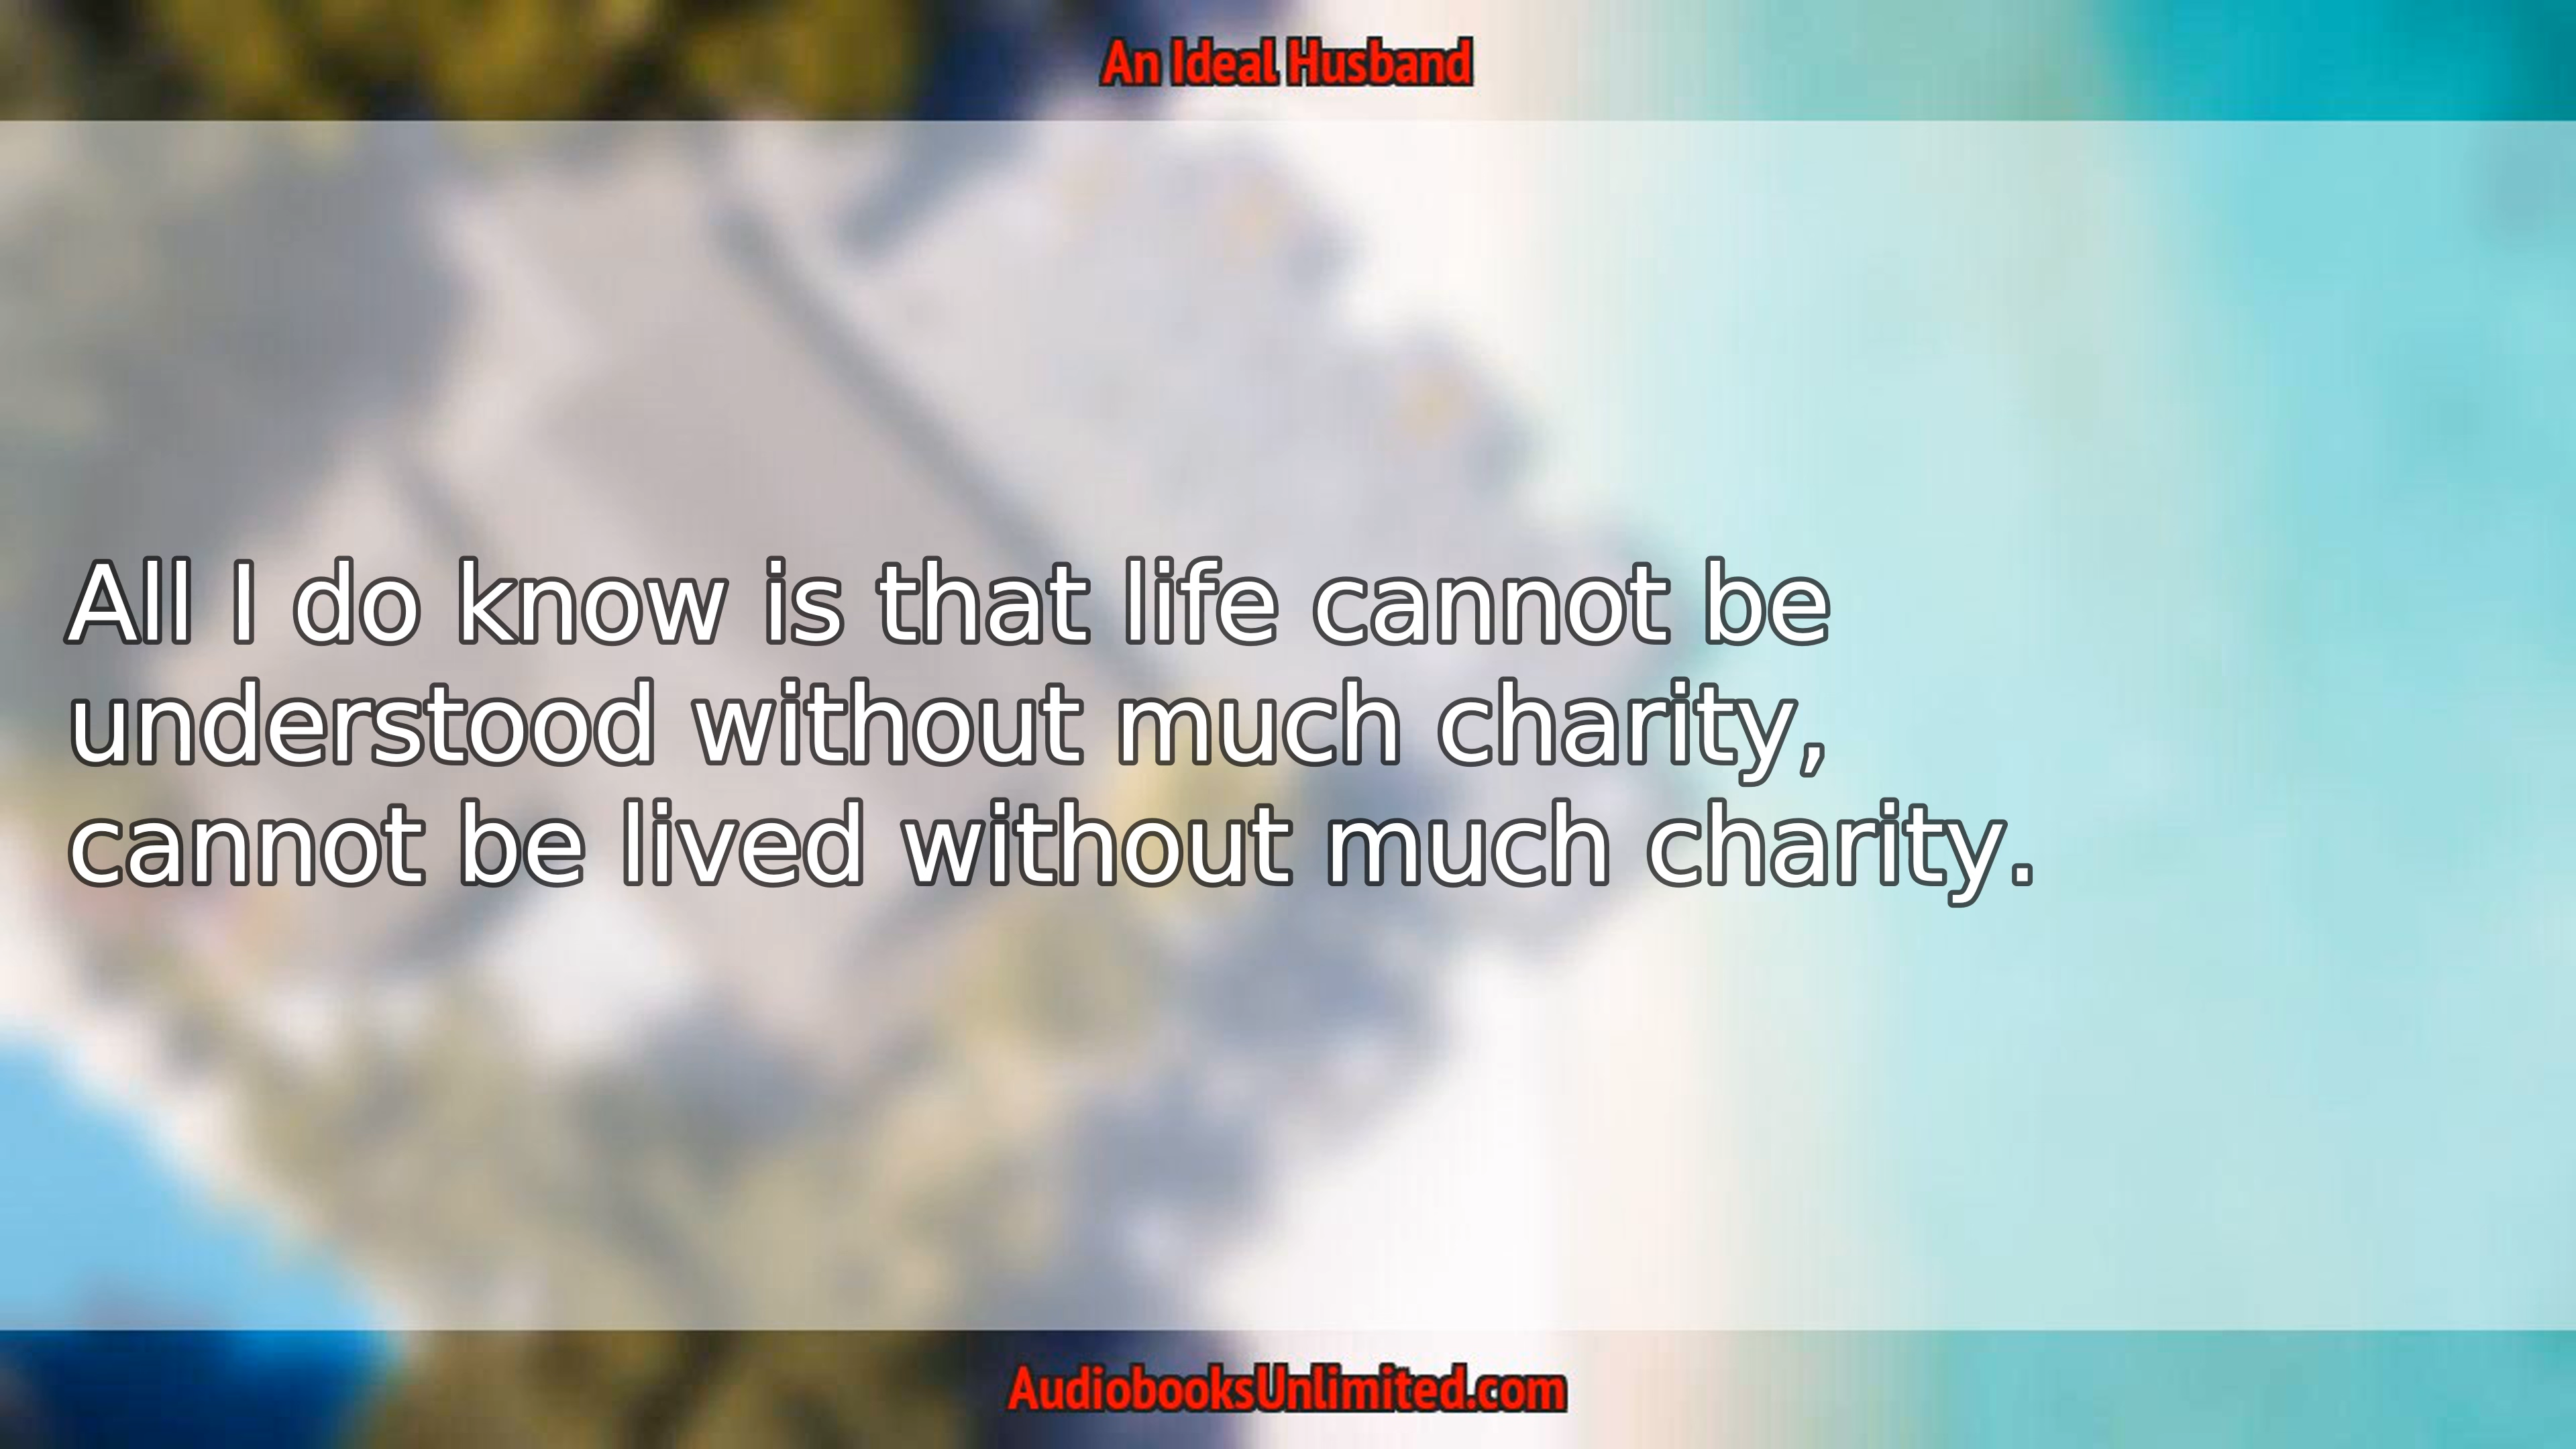 An Ideal Husband
All I do know is that life cannot be
understood without much charity,
cannot be lived without much charity.
AudiobooksUnlimited.com